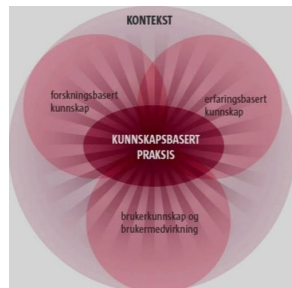 KONTEKST
forskningsbasert
kunnskap
erfaringsbasert
kunnskap
KUNNSKAPSBASERT
PRAKSIS
brukerkunnskap og
brukermedvirkning